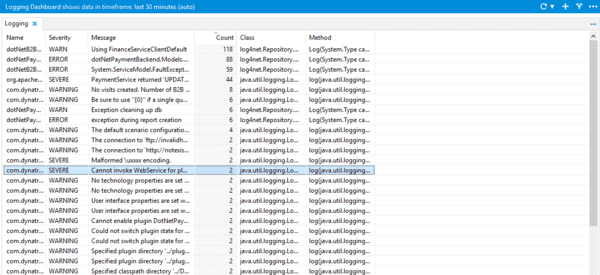 Logging Dashboard shows data in timeframe: last 30 minutes (auto)
Logging
Name Severity Message Count Class Method
dotNetB2B... WARN Using FinanceServiceClientDefault 118 log4net.Repository.... Log(System.Type ca...
dotNetPay... ERROR dotNetPaymentBackend.Models.... 88 log4net.Repository.... Log(System.Type ca...
dotNetB2B... ERROR System.ServiceModel.FaultExcept... 59 log4net.Repository.... Log(System.Type ca...
org.apache... SEVERE PaymentService returned 'UPDAT... 44 java.util.logging.Lo... log(java.util.logging...
com.dynatr... WARNING No visits created. Number of B2B ... 8 java.util.logging.Lo... log(java.util.logging...
com.dynatr... WARNING Be sure to use "{0}" if a single qu... 6 java.util.logging.Lo... log(java.util.logging...
dotNetPay... WARN Exception cleaning up db 6 log4net.Repository.... Log(System.Type ca...
dotNetPay... ERROR exception during report creation 6 log4net.Repository.... Log(System.Type ca...
com.dynatr... WARNING The default scenario configuratio... 4 java.util.logging.Lo... log(java.util.logging...
com.dynatr... WARNING The connection to 'ftp://invalidh... 2 java.util.logging.Lo... log(java.util.logging...
com.dynatr... WARNING The connection to 'http://notexis... 2 java.util.logging.Lo... log(java.util.logging...
com.dynatr... SEVERE Malformed \uxxxx encoding. 2 java.util.logging.Lo... log(java.util.logging...
com.dynatr... SEVERE Cannot invoke WebService for pl... 2 java.util.logging.Lo... log(java.util.logging...
com.dynatr... WARNING No technology properties are set ... 2 java.util.logging.Lo... log(java.util.logging...
com.dynatr... WARNING No technology properties are set ... 2 java.util.logging.Lo... log(java.util.logging...
com.dynatr... WARNING User interface properties are set w... 2 java.util.logging.Lo... log(java.util.logging...
com.dynatr... WARNING User interface properties are set w... 2 java.util.logging.Lo... log(java.util.logging...
com.dynatr... WARNING Cannot enable plugin DotNetPay... 2 java.util.logging.Lo... log(java.util.logging...
com.dynatr... WARNING Could not switch plugin state for ... 2 java.util.logging.Lo... log(java.util.logging...
com.dynatr... WARNING Could not switch plugin state for ... 2 java.util.logging.Lo... log(java.util.logging...
com.dynatr... WARNING Specified plugin directory '../plug... 2 java.util.logging.Lo... log(java.util.logging...
com.dynatr... WARNING Specified plugin directory '../plug... 2 java.util.logging.Lo... log(java.util.logging...
com.dynatr... WARNING Specified classpath directory '../D... 2 java.util.logging.Lo... log(java.util.logging...